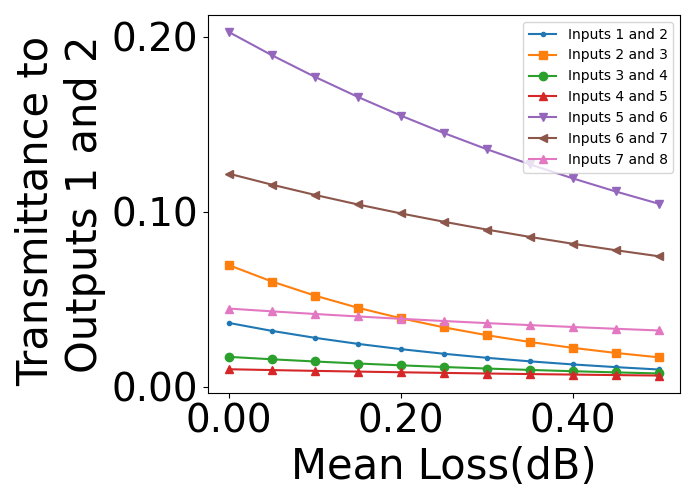 Transmittance to
Outputs 1 and 2
0.20
0.10
0.00
0.00 0.20 0.40
Mean Loss(dB)
Inputs 1 and 2
Inputs 2 and 3
Inputs 3 and 4
Inputs 4 and 5
Inputs 5 and 6
Inputs 6 and 7
Inputs 7 and 8